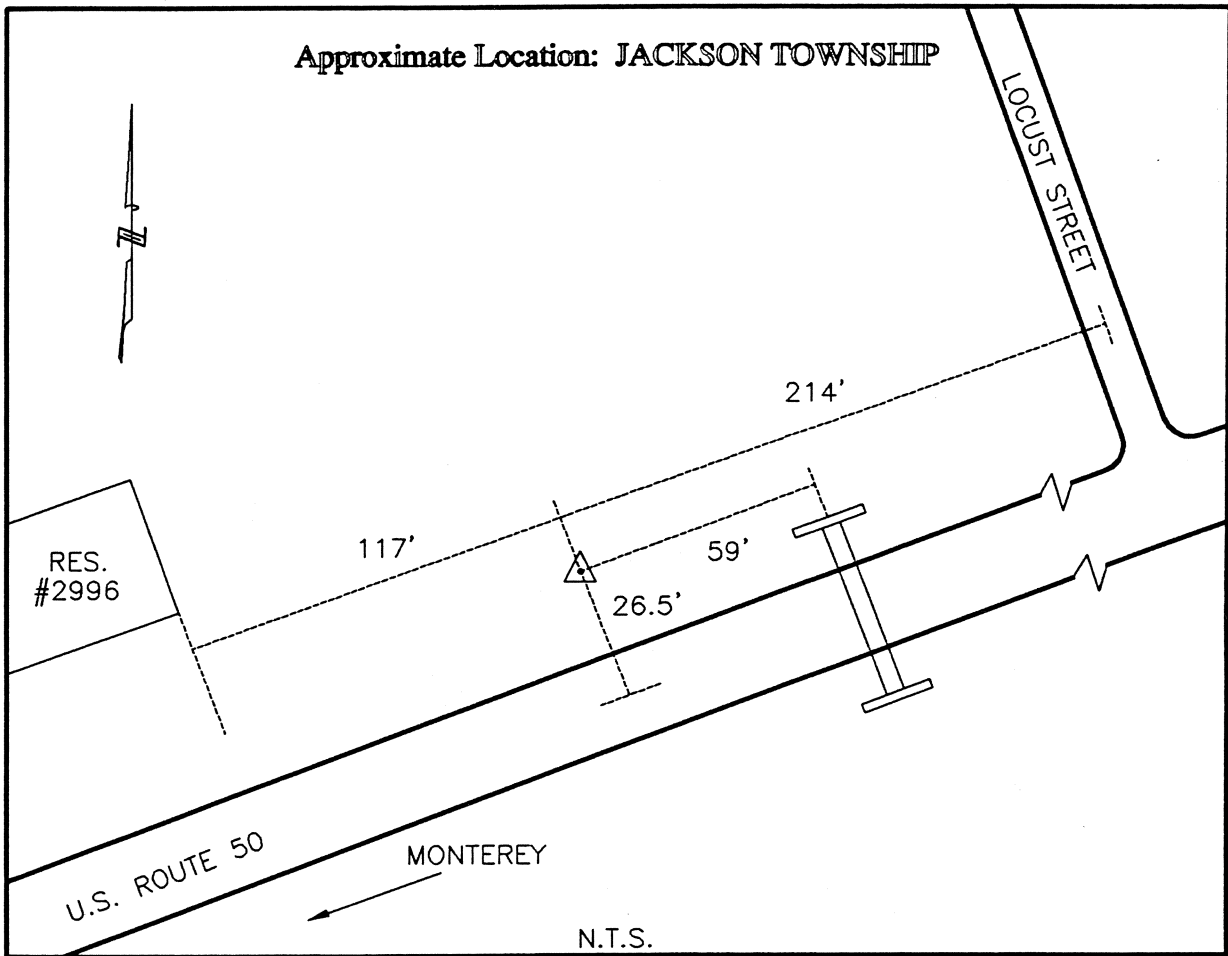 Approximate Location: JACKSON TOWNSHIP
LOCUST STREET
N
214'
117'
59'
RES.
#2996
26.5'
U.S. ROUTE 50
MONTEREY
N.T.S.